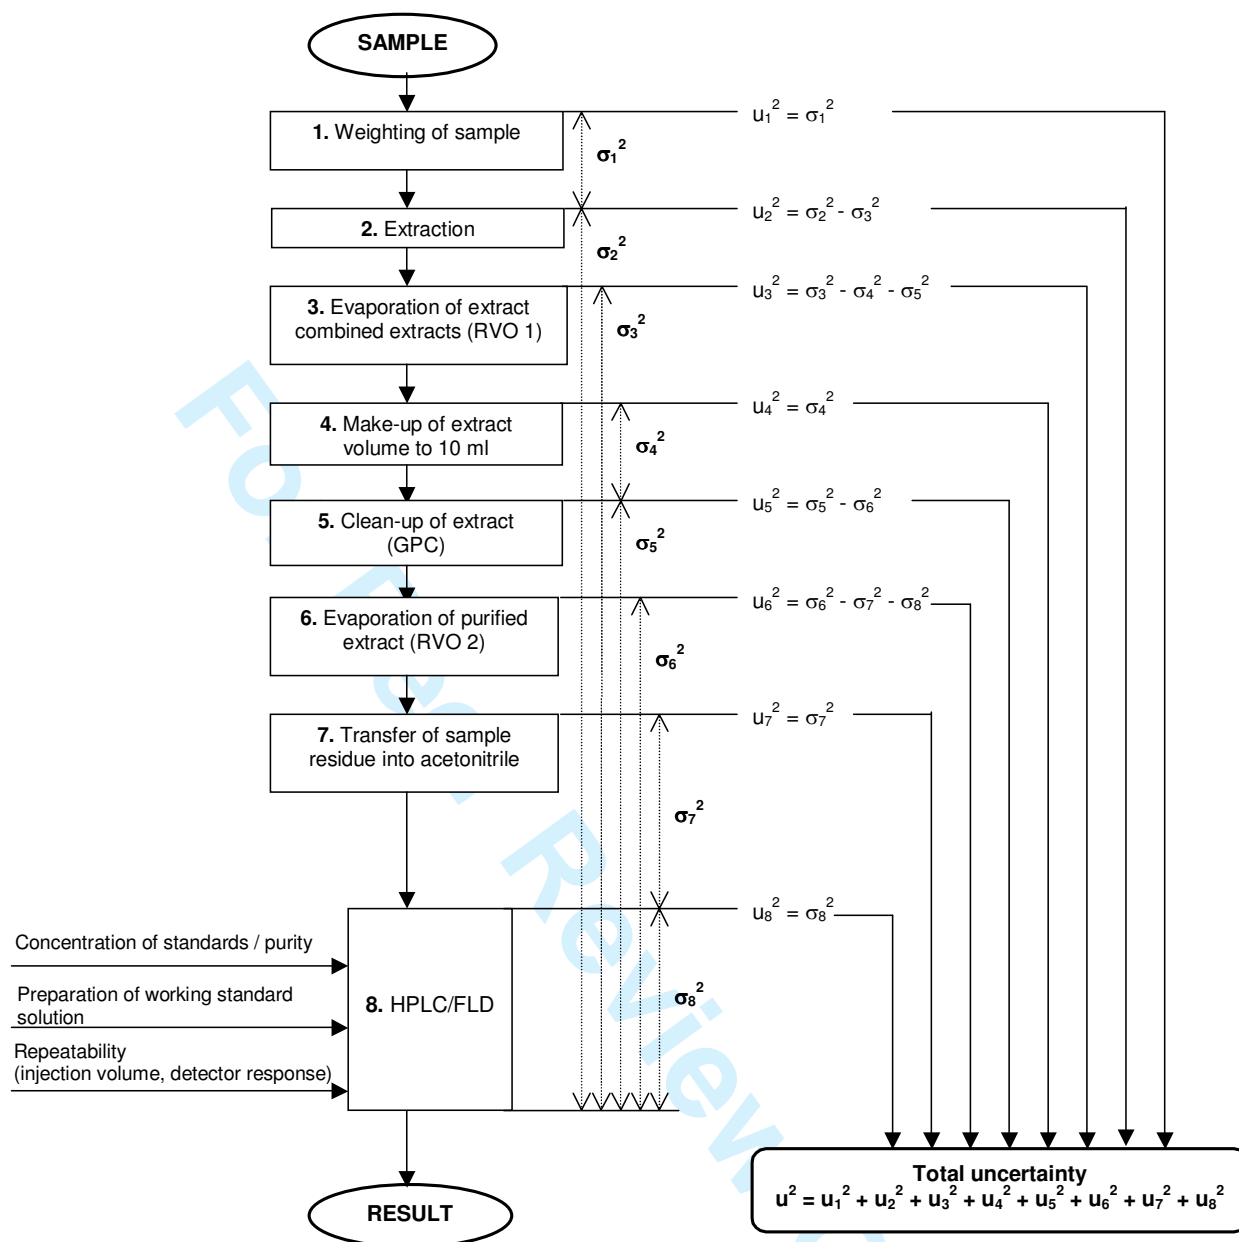 SAMPLE
1. Weighting of sample
2. Extraction
3. Evaporation of extract
combined extracts (RVO 1)
4. Make-up of extract
volume to 10 ml
5. Clean-up of extract
(GPC)
6. Evaporation of purified
extract (RVO 2)
7. Transfer of sample
residue into acetonitrile
8. HPLC/FLD
Concentration of standards / purity
Preparation of working standard
solution
Repeatability
(injection volume, detector response)
RESULT
σ₁²
σ₂²
σ₃²
σ₄²
σ₅²
σ₆²
σ₇²
σ₈²
u₁² = σ₁²
u₂² = σ₂² - σ₃²
u₃² = σ₃² - σ₄² - σ₅²
u₄² = σ₄²
u₅² = σ₅² - σ₆²
u₆² = σ₆² - σ₇² - σ₈²
u₇² = σ₇²
u₈² = σ₈²
Total uncertainty
u² = u₁² + u₂² + u₃² + u₄² + u₅² + u₆² + u₇² + u₈²
For Peer Review